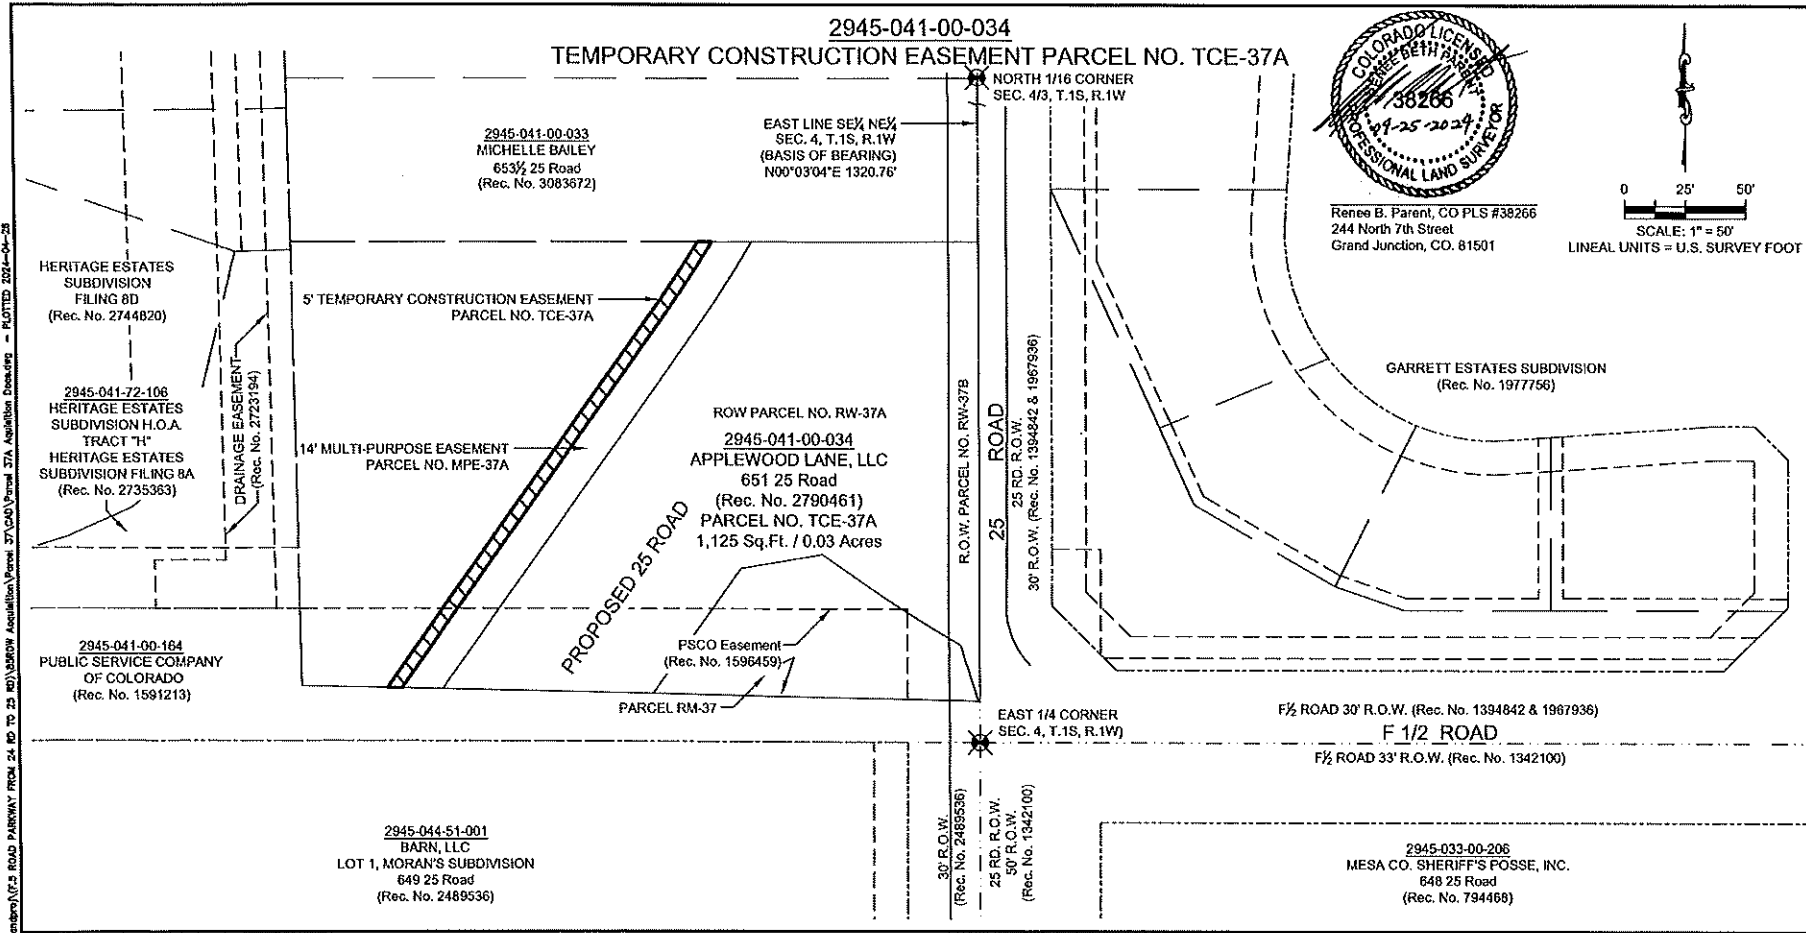 2945-041-00-034
TEMPORARY CONSTRUCTION EASEMENT PARCEL NO. TCE-37A
NORTH 1/16 CORNER
SEC. 4/3, T.1S, R.1W
EAST LINE SE¼ NE¼
SEC. 4, T.1S, R.1W
(BASIS OF BEARING)
N00°03'04"E 1320.76'
2945-041-00-033
MICHELLE BAILEY
653½ 25 Road
(Rec. No. 3083672)
COLORADO LICENSED
RENEE BETH PARENT
38266
09-25-2024
PROFESSIONAL LAND SURVEYOR
Renee B. Parent, CO PLS #38266
244 North 7th Street
Grand Junction, CO. 81501
0 25' 50'
SCALE: 1" = 50'
LINEAL UNITS = U.S. SURVEY FOOT
HERITAGE ESTATES
SUBDIVISION
FILING 8D
(Rec. No. 2744820)
5' TEMPORARY CONSTRUCTION EASEMENT
PARCEL NO. TCE-37A
2945-041-72-106
HERITAGE ESTATES
SUBDIVISION H.O.A.
TRACT "H"
HERITAGE ESTATES
SUBDIVISION FILING 8A
(Rec. No. 2735363)
DRAINAGE EASEMENT
(Rec. No. 2723194)
14' MULTI-PURPOSE EASEMENT
PARCEL NO. MPE-37A
ROW PARCEL NO. RW-37A
2945-041-00-034
APPLEWOOD LANE, LLC
651 25 Road
(Rec. No. 2790461)
PARCEL NO. TCE-37A
1,125 Sq.Ft. / 0.03 Acres
PROPOSED 25 ROAD
R.O.W. PARCEL NO. RW-37B
25 ROAD
25 RD. R.O.W.
30' R.O.W. (Rec. No. 1394842 & 1967936)
GARRETT ESTATES SUBDIVISION
(Rec. No. 1977756)
2945-041-00-164
PUBLIC SERVICE COMPANY
OF COLORADO
(Rec. No. 1591213)
PSCO Easement
(Rec. No. 1596459)
PARCEL RM-37
EAST 1/4 CORNER
SEC. 4, T.1S, R.1W)
F½ ROAD 30' R.O.W. (Rec. No. 1394842 & 1967936)
F 1/2 ROAD
F½ ROAD 33' R.O.W. (Rec. No. 1342100)
2945-044-51-001
BARN, LLC
LOT 1, MORAN'S SUBDIVISION
649 25 Road
(Rec. No. 2489536)
30' R.O.W.
(Rec. No. 2489536)
25 RD. R.O.W.
50' R.O.W.
(Rec. No. 1342100)
2945-033-00-206
MESA CO. SHERIFF'S POSSE, INC.
648 25 Road
(Rec. No. 794468)